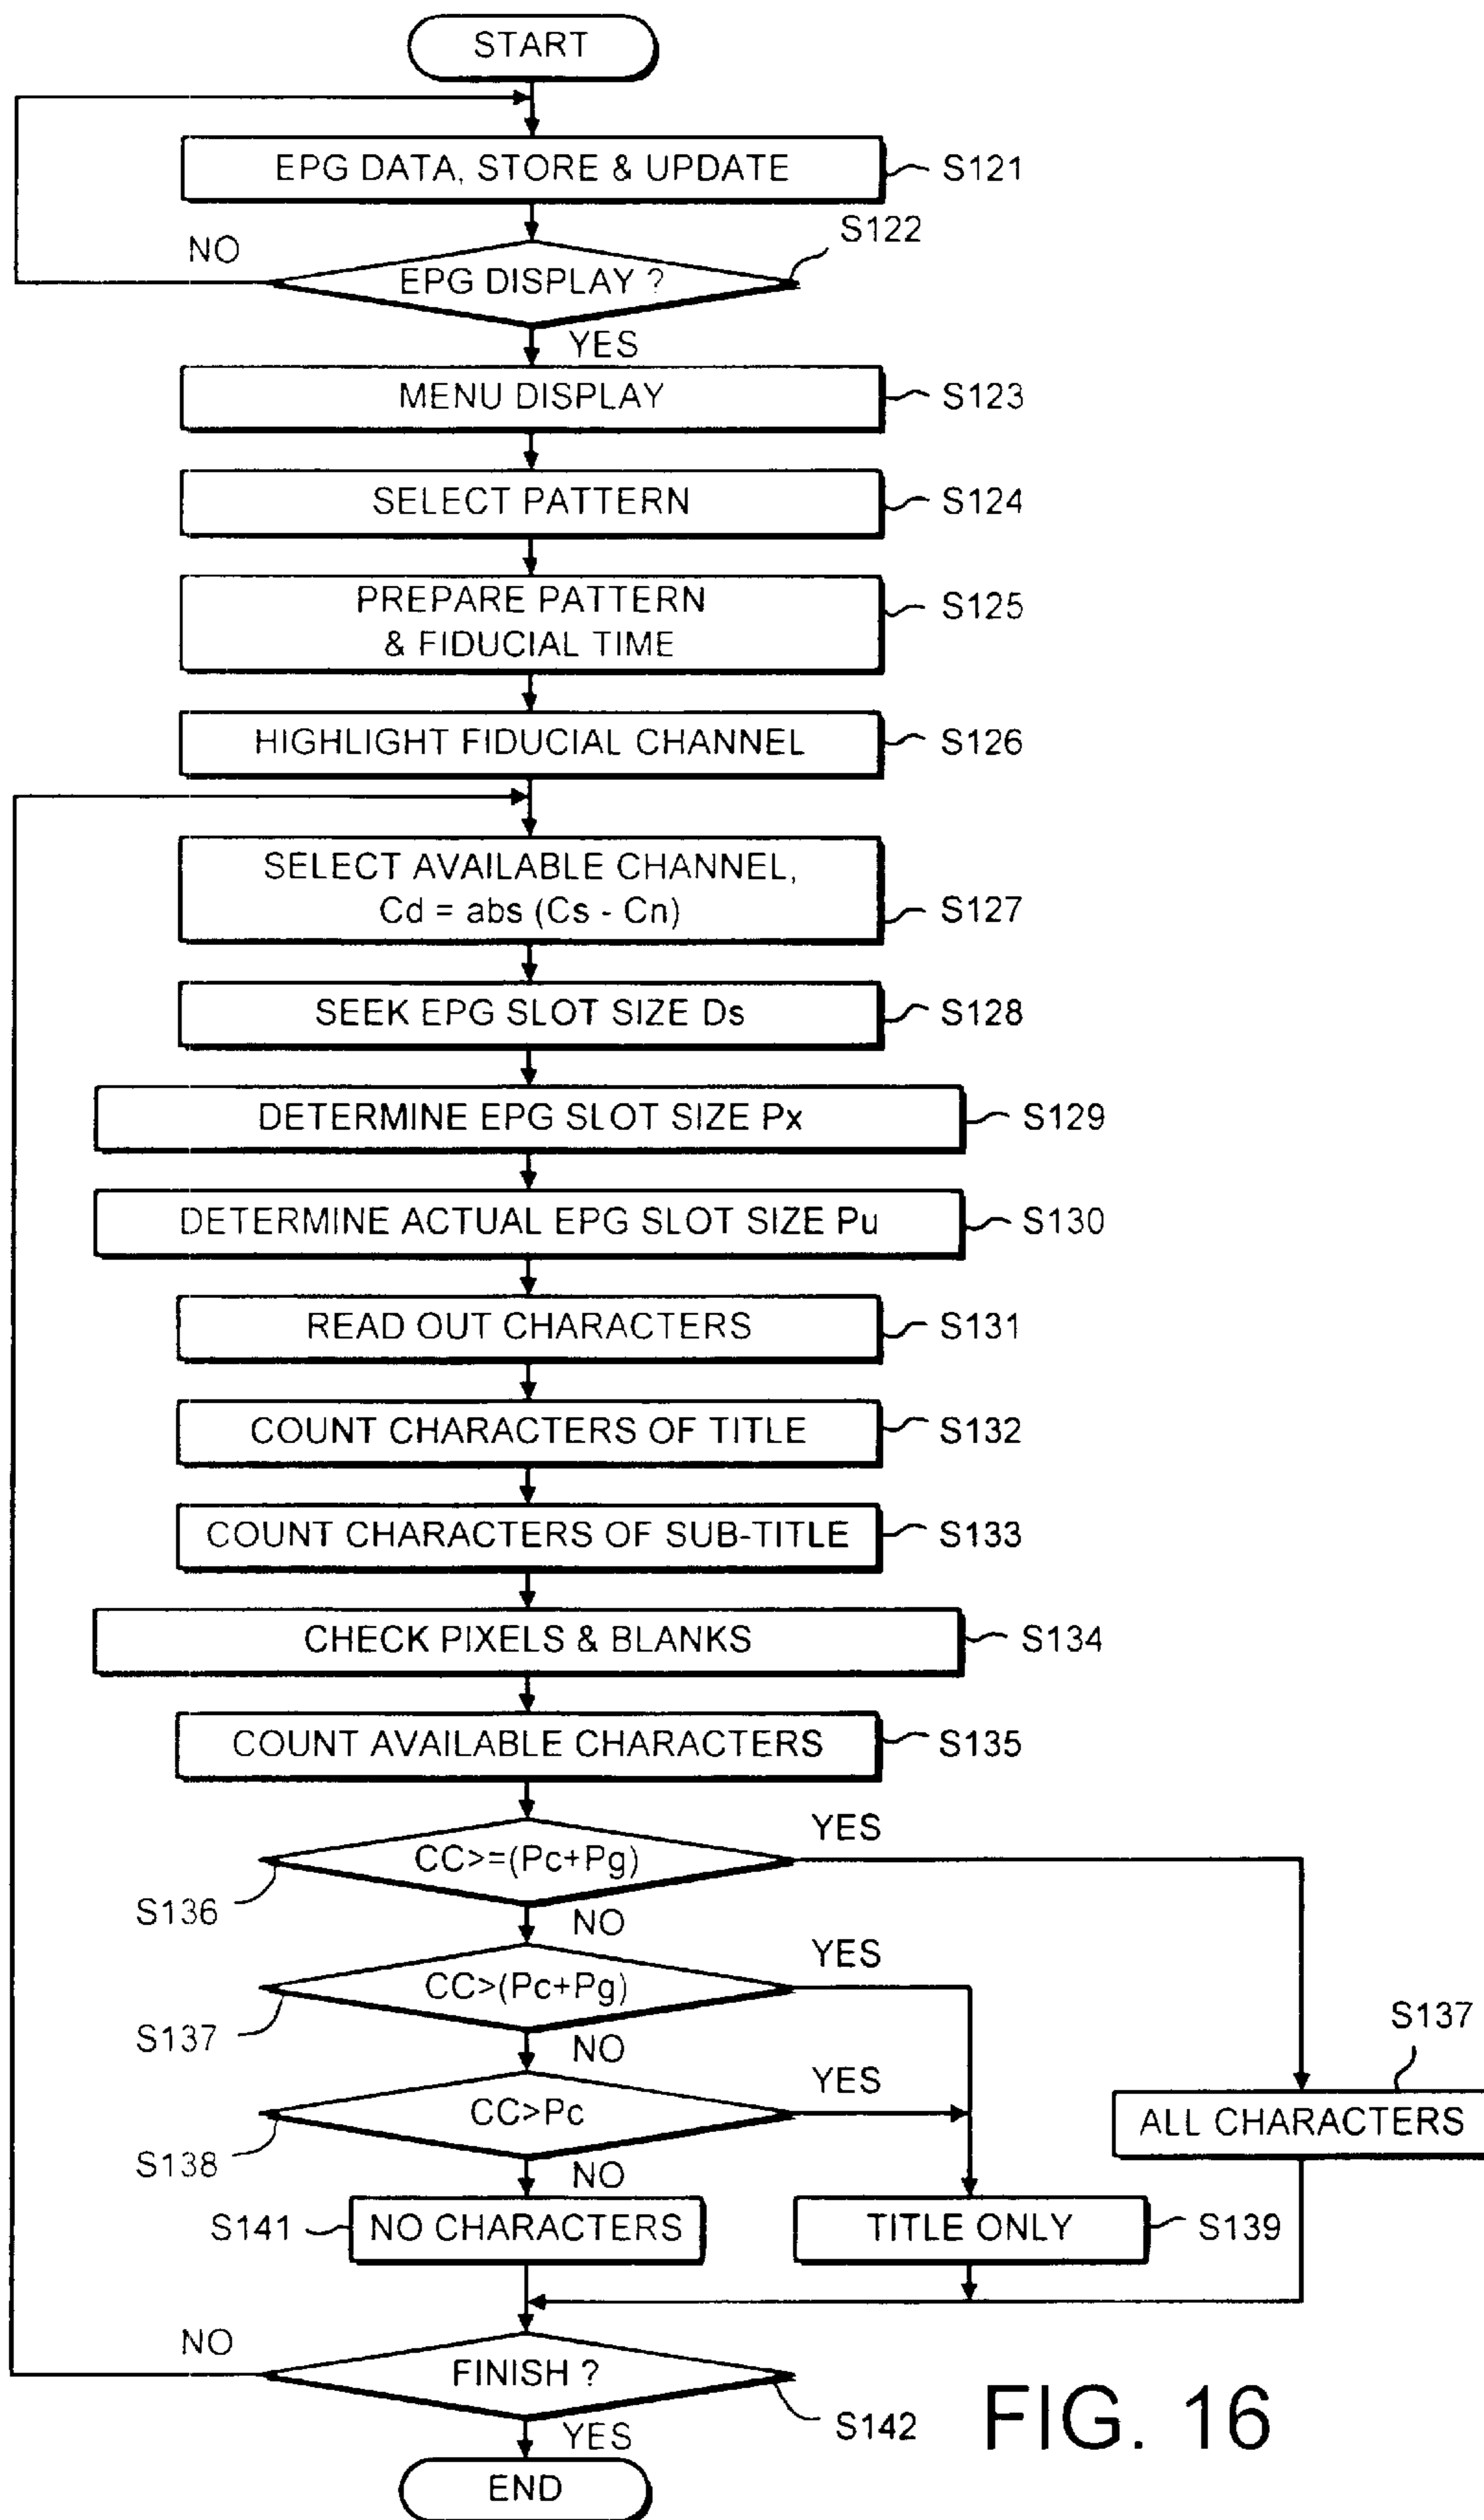 START
EPG DATA, STORE & UPDATE
S121
S122
NO
EPG DISPLAY ?
YES
MENU DISPLAY
S123
SELECT PATTERN
S124
PREPARE PATTERN
& FIDUCIAL TIME
S125
HIGHLIGHT FIDUCIAL CHANNEL
S126
SELECT AVAILABLE CHANNEL,
Cd = abs (Cs - Cn)
S127
SEEK EPG SLOT SIZE Ds
S128
DETERMINE EPG SLOT SIZE Px
S129
DETERMINE ACTUAL EPG SLOT SIZE Pu
S130
READ OUT CHARACTERS
S131
COUNT CHARACTERS OF TITLE
S132
COUNT CHARACTERS OF SUB-TITLE
S133
CHECK PIXELS & BLANKS
S134
COUNT AVAILABLE CHARACTERS
S135
YES
CC>=(Pc+Pg)
S136
NO
YES
CC>(Pc+Pg)
S137
NO
S137
YES
CC>Pc
ALL CHARACTERS
S138
NO
S141
NO CHARACTERS
TITLE ONLY
S139
NO
FINISH ?
S142
YES
END
FIG. 16